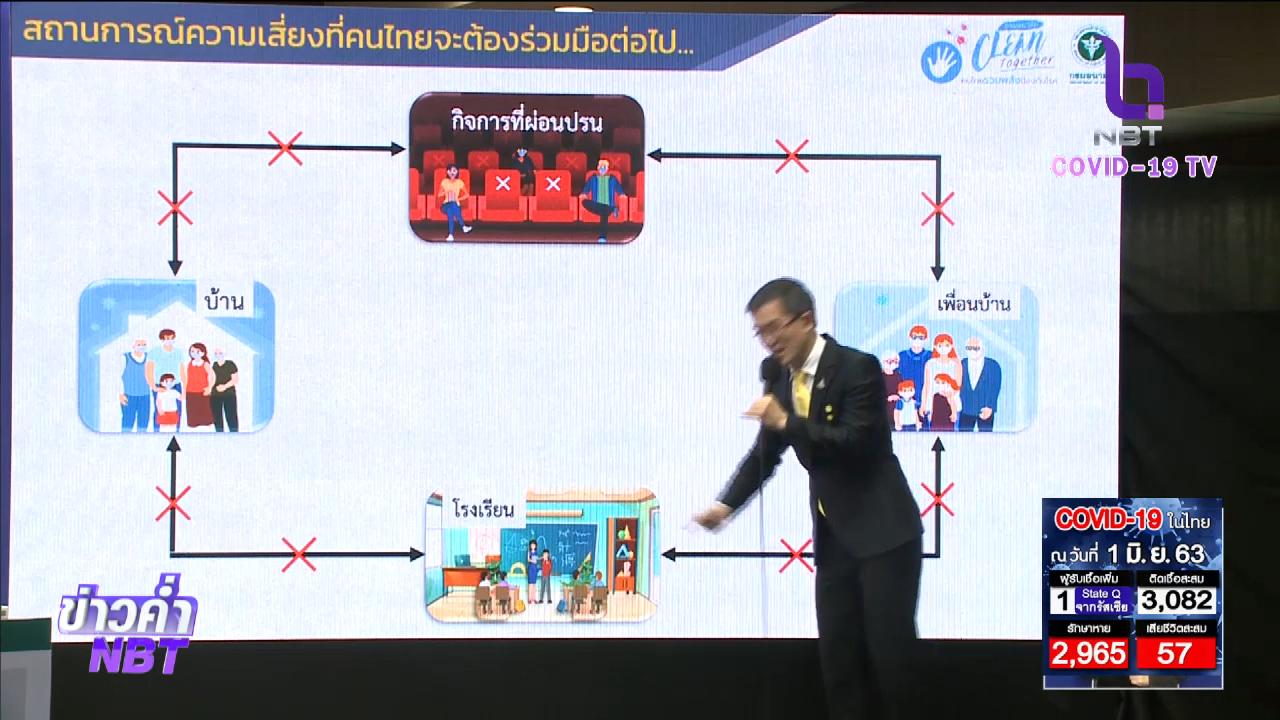 สถานการณ์ความเสี่ยงที่คนไทยจะต้องร่วมมือต่อไป...
CLEAN
Together
NBT
COVID-19 TV
กิจการที่ผ่อนปรน
บ้าน
เพื่อนบ้าน
โรงเรียน
ข่าวค่ำ
NBT
COVID-19 ในไทย
ณ วันที่ 1 มิ.ย. 63
ผู้รับเชื้อเพิ่ม
ติดเชื้อสะสม
1 State Q
จากรัสเซีย
3,082
รักษาหาย
เสียชีวิตสะสม
2,965
57